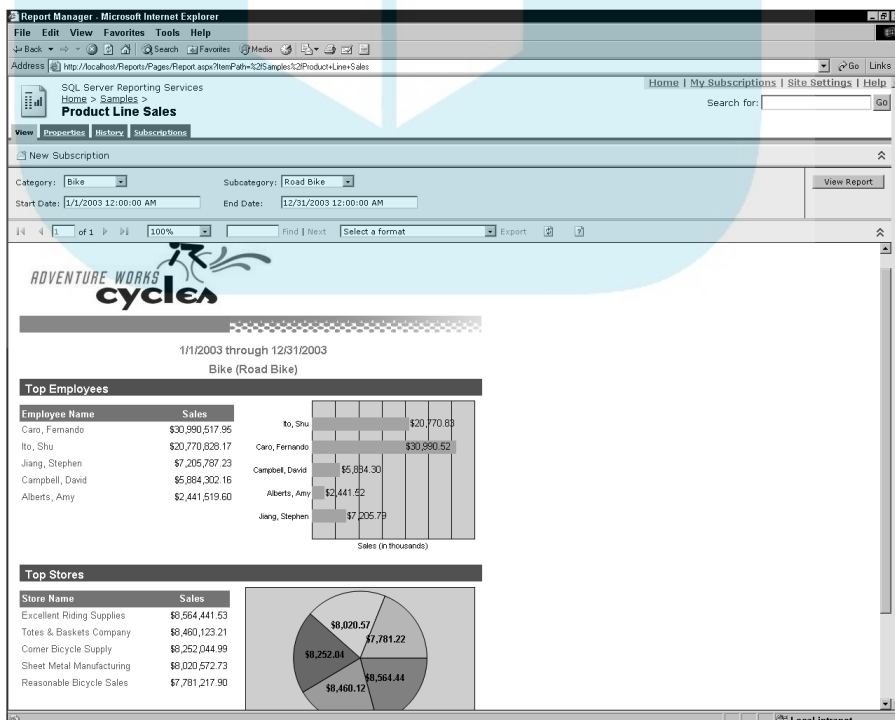 Report Manager - Microsoft Internet Explorer
File Edit View Favorites Tools Help
Back Search Favorites Media
Address http://localhost/Reports/Pages/Report.aspx?ItemPath=%2fSamples%2fProduct+Line+Sales Go Links
SQL Server Reporting Services
Home | My Subscriptions | Site Settings | Help
Home > Samples >
Product Line Sales
Search for: Go
View Properties History Subscriptions
New Subscription
Category: Bike Subcategory: Road Bike View Report
Start Date: 1/1/2003 12:00:00 AM End Date: 12/31/2003 12:00:00 AM
1 of 1 100% Find | Next Select a format Export
ADVENTURE WORKS
cycles
1/1/2003 through 12/31/2003
Bike (Road Bike)
Top Employees
Employee Name Sales
Caro, Fernando $30,990,517.95
Ito, Shu $20,770,828.17
Jiang, Stephen $7,205,787.23
Campbell, David $5,884,302.16
Alberts, Amy $2,441,519.60
Ito, Shu $20,770.83
Caro, Fernando $30,990.52
Campbell, David $5,884.30
Alberts, Amy $2,441.52
Jiang, Stephen $7,205.79
Sales (in thousands)
Top Stores
Store Name Sales
Excellent Riding Supplies $8,564,441.53
Totes & Baskets Company $8,460,123.21
Corner Bicycle Supply $8,252,044.99
Sheet Metal Manufacturing $8,020,572.73
Reasonable Bicycle Sales $7,781,217.90
$8,020.57
$7,781.22
$8,252.04
$8,564.44
$8,460.12
Local intranet